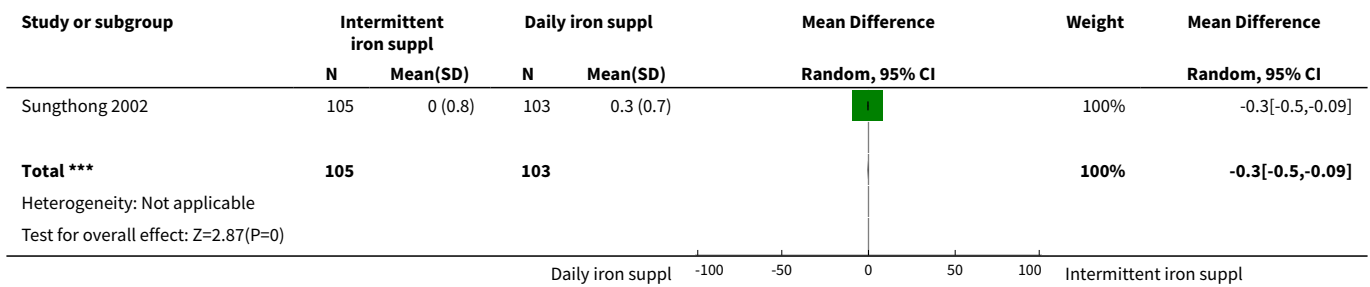 Study or subgroup Intermittent iron suppl Daily iron suppl Mean Difference Weight Mean Difference
N Mean(SD) N Mean(SD) Random, 95% CI Random, 95% CI
Sungthong 2002 105 0 (0.8) 103 0.3 (0.7) 100% -0.3[-0.5,-0.09]
Total *** 105 103 100% -0.3[-0.5,-0.09]
Heterogeneity: Not applicable
Test for overall effect: Z=2.87(P=0)
Daily iron suppl -100 -50 0 50 100 Intermittent iron suppl